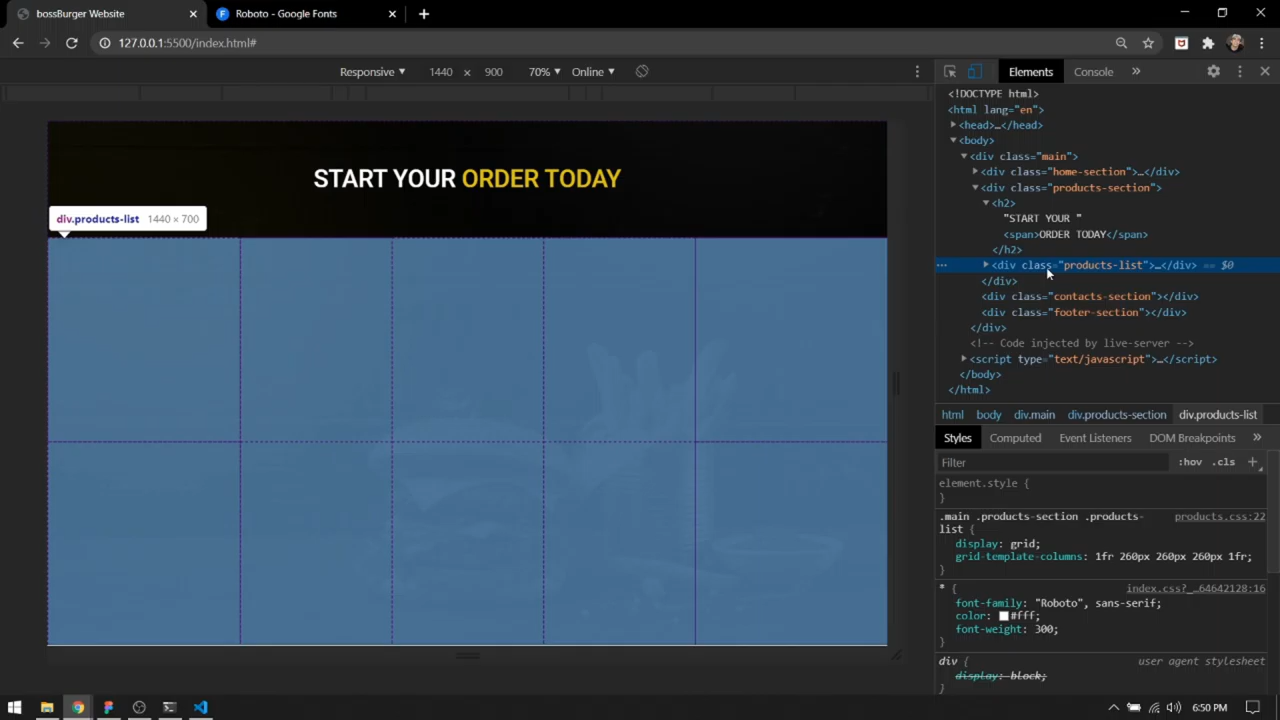 bossBurger Website
Roboto - Google Fonts
127.0.0.1:5500/index.html#
Responsive 1440 × 900 70% Online
Elements Console
START YOUR ORDER TODAY
div.products-list 1440 × 700
<!DOCTYPE html>
<html lang="en">
<head>…</head>
<body>
<div class="main">
<div class="home-section">…</div>
<div class="products-section">
<h2>
"START YOUR "
<span>ORDER TODAY</span>
</h2>
<div class="products-list">…</div> == $0
</div>
<div class="contacts-section"></div>
<div class="footer-section"></div>
</div>
<!-- Code injected by live-server -->
<script type="text/javascript">…</script>
</body>
</html>
html body div.main div.products-section div.products-list
Styles Computed Event Listeners DOM Breakpoints
Filter :hov .cls
element.style {
}
.main .products-section .products- products.css:22
list {
display: grid;
grid-template-columns: 1fr 260px 260px 260px 1fr;
}
* { index.css?_…64642128:16
font-family: "Roboto", sans-serif;
color: #fff;
font-weight: 300;
}
div { user agent stylesheet
display: block;
}
6:50 PM